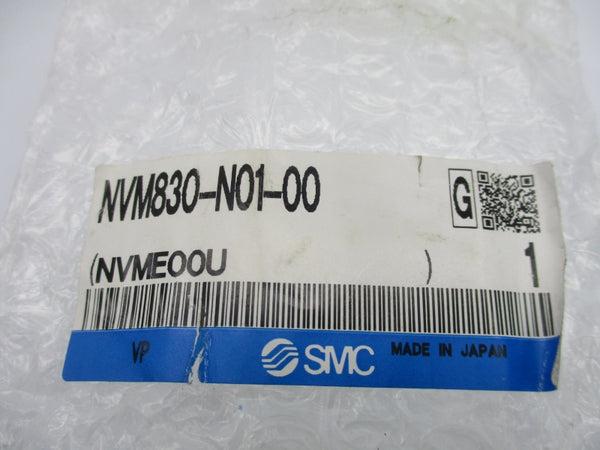 NVM830-N01-00 G
(NVME00U ) 1
VP SMC MADE IN JAPAN